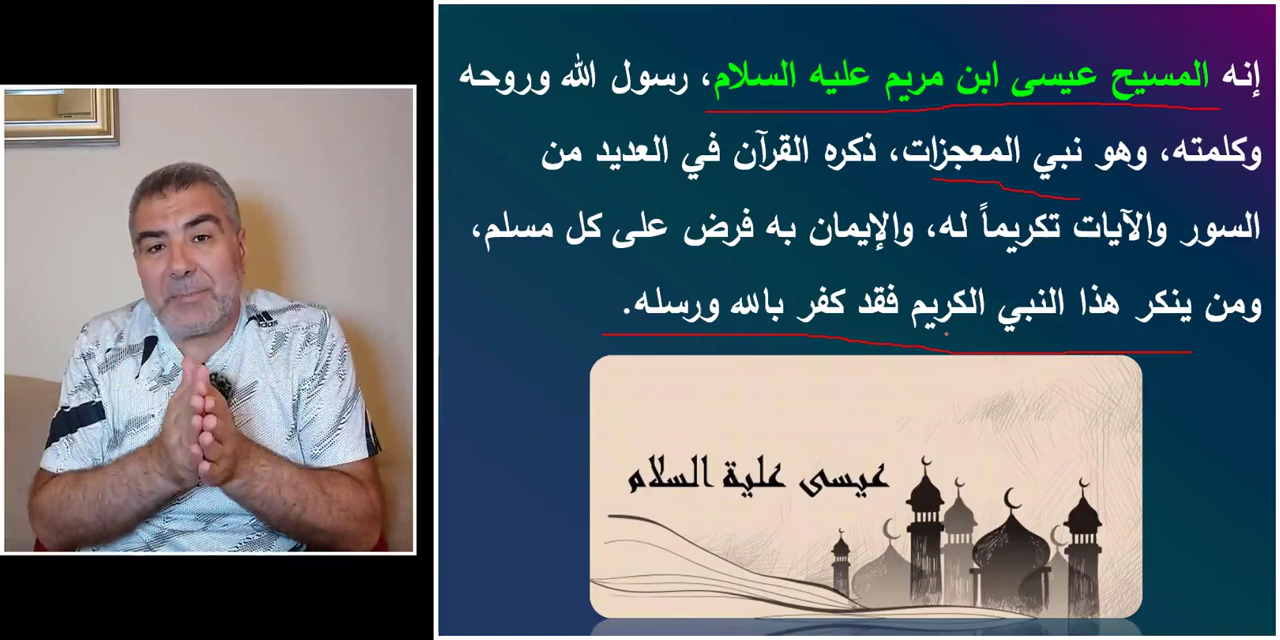 إنه المسيح عيسى ابن مريم عليه السلام، رسول الله وروحه
وكلمته، وهو نبي المعجزات، ذكره القرآن في العديد من
السور والآيات تكريماً له، والإيمان به فرض على كل مسلم،
ومن ينكر هذا النبي الكريم فقد كفر بالله ورسله.
عيسى علية السلام
adidas